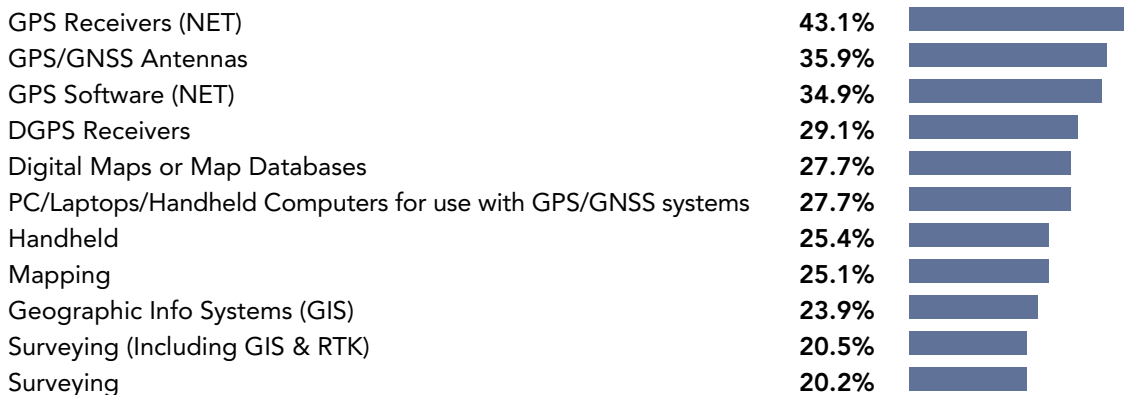 GPS Receivers (NET) 43.1%
GPS/GNSS Antennas 35.9%
GPS Software (NET) 34.9%
DGPS Receivers 29.1%
Digital Maps or Map Databases 27.7%
PC/Laptops/Handheld Computers for use with GPS/GNSS systems 27.7%
Handheld 25.4%
Mapping 25.1%
Geographic Info Systems (GIS) 23.9%
Surveying (Including GIS & RTK) 20.5%
Surveying 20.2%